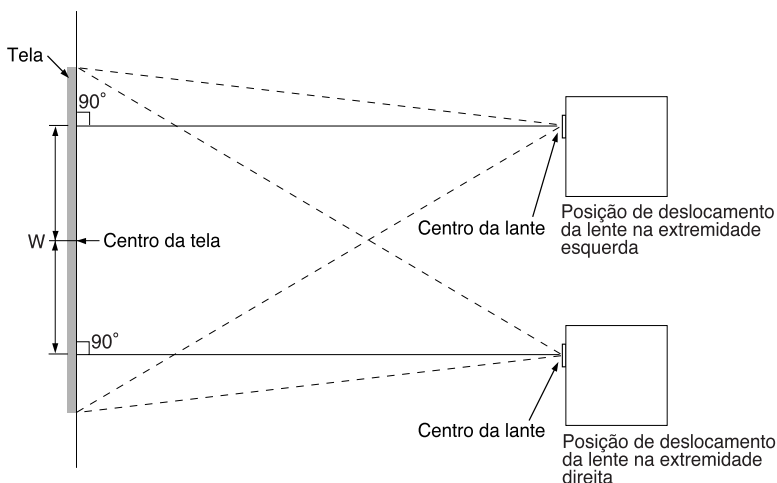 Tela
90°
Centro da lante
Posição de deslocamento
da lente na extremidade
esquerda
W
Centro da tela
90°
Centro da lante
Posição de deslocamento
da lente na extremidade
direita